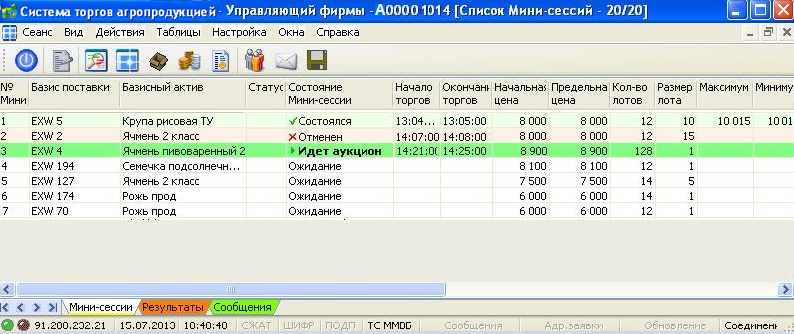 Система торгов агропродукцией - Управляющий фирмы - A0000 1014 [Список Мини-сессий - 20/20]
Сеанс Вид Действия Таблицы Настройка Окна Справка
№ Мини Базис поставки Базисный актив Статус Состояние Мини-сессии Начало торгов Окончани торгов Начальная цена Предельна цена Кол-во лотов Размер лота Максимум Миниму
1 EXW 5 Крупа рисовая ТУ Состоялся 13:04... 13:05:00 8 000 8 000 12 10 10 015 10 01
2 EXW 2 Ячмень 2 класс Отменен 14:07:00 14:08:00 8 000 8 000 12 15
3 EXW 4 Ячмень пивоваренный 2 Идет аукцион 14:21:00 14:25:00 8 900 8 900 128 1
4 EXW 194 Семечка подсолнечн... Ожидание 8 100 8 100 12 1
5 EXW 127 Ячмень 2 класс Ожидание 7 500 7 500 14 5
6 EXW 174 Рожь прод Ожидание 6 000 6 000 14 1
7 EXW 70 Рожь прод Ожидание 6 000 6 000 12 1
Мини-сессии Результаты Сообщения
91.200.232.21 15.07.2013 10:40:40 СЖАТ ШИФР ПОДП ТС ММВБ Сообщения Адр.заявки Обновление Соединени